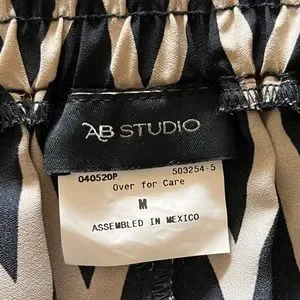 AB STUDIO
040520P 503254-5
Over for Care
M
ASSEMBLED IN MEXICO